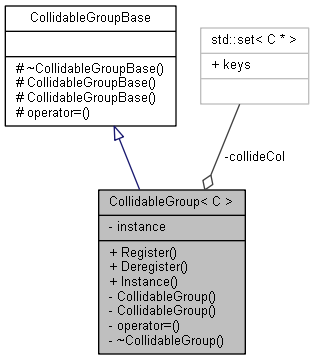 CollidableGroupBase
# ~CollidableGroupBase()
# CollidableGroupBase()
# CollidableGroupBase()
# operator=()
std::set< C * >
+ keys
-collideCol
CollidableGroup< C >
- instance
+ Register()
+ Deregister()
+ Instance()
- CollidableGroup()
- CollidableGroup()
- operator=()
- ~CollidableGroup()